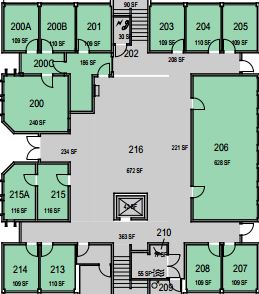 90 SF
200A
109 SF
200B
110 SF
201
109 SF
30 SF
203
109 SF
204
110 SF
205
109 SF
202
208 SF
200C
186 SF
200
240 SF
234 SF
216
672 SF
221 SF
206
628 SF
215A
116 SF
215
116 SF
363 SF
210
214
109 SF
213
110 SF
55 SF
209
208
109 SF
207
109 SF